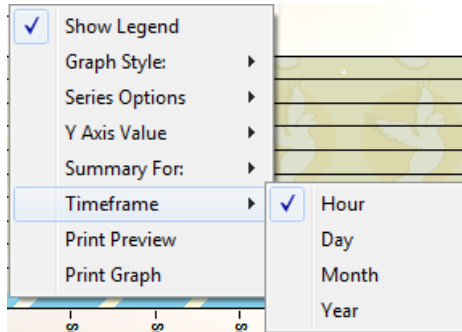 Show Legend
Graph Style:
Series Options
Y Axis Value
Summary For:
Timeframe
Print Preview
Print Graph
Hour
Day
Month
Year